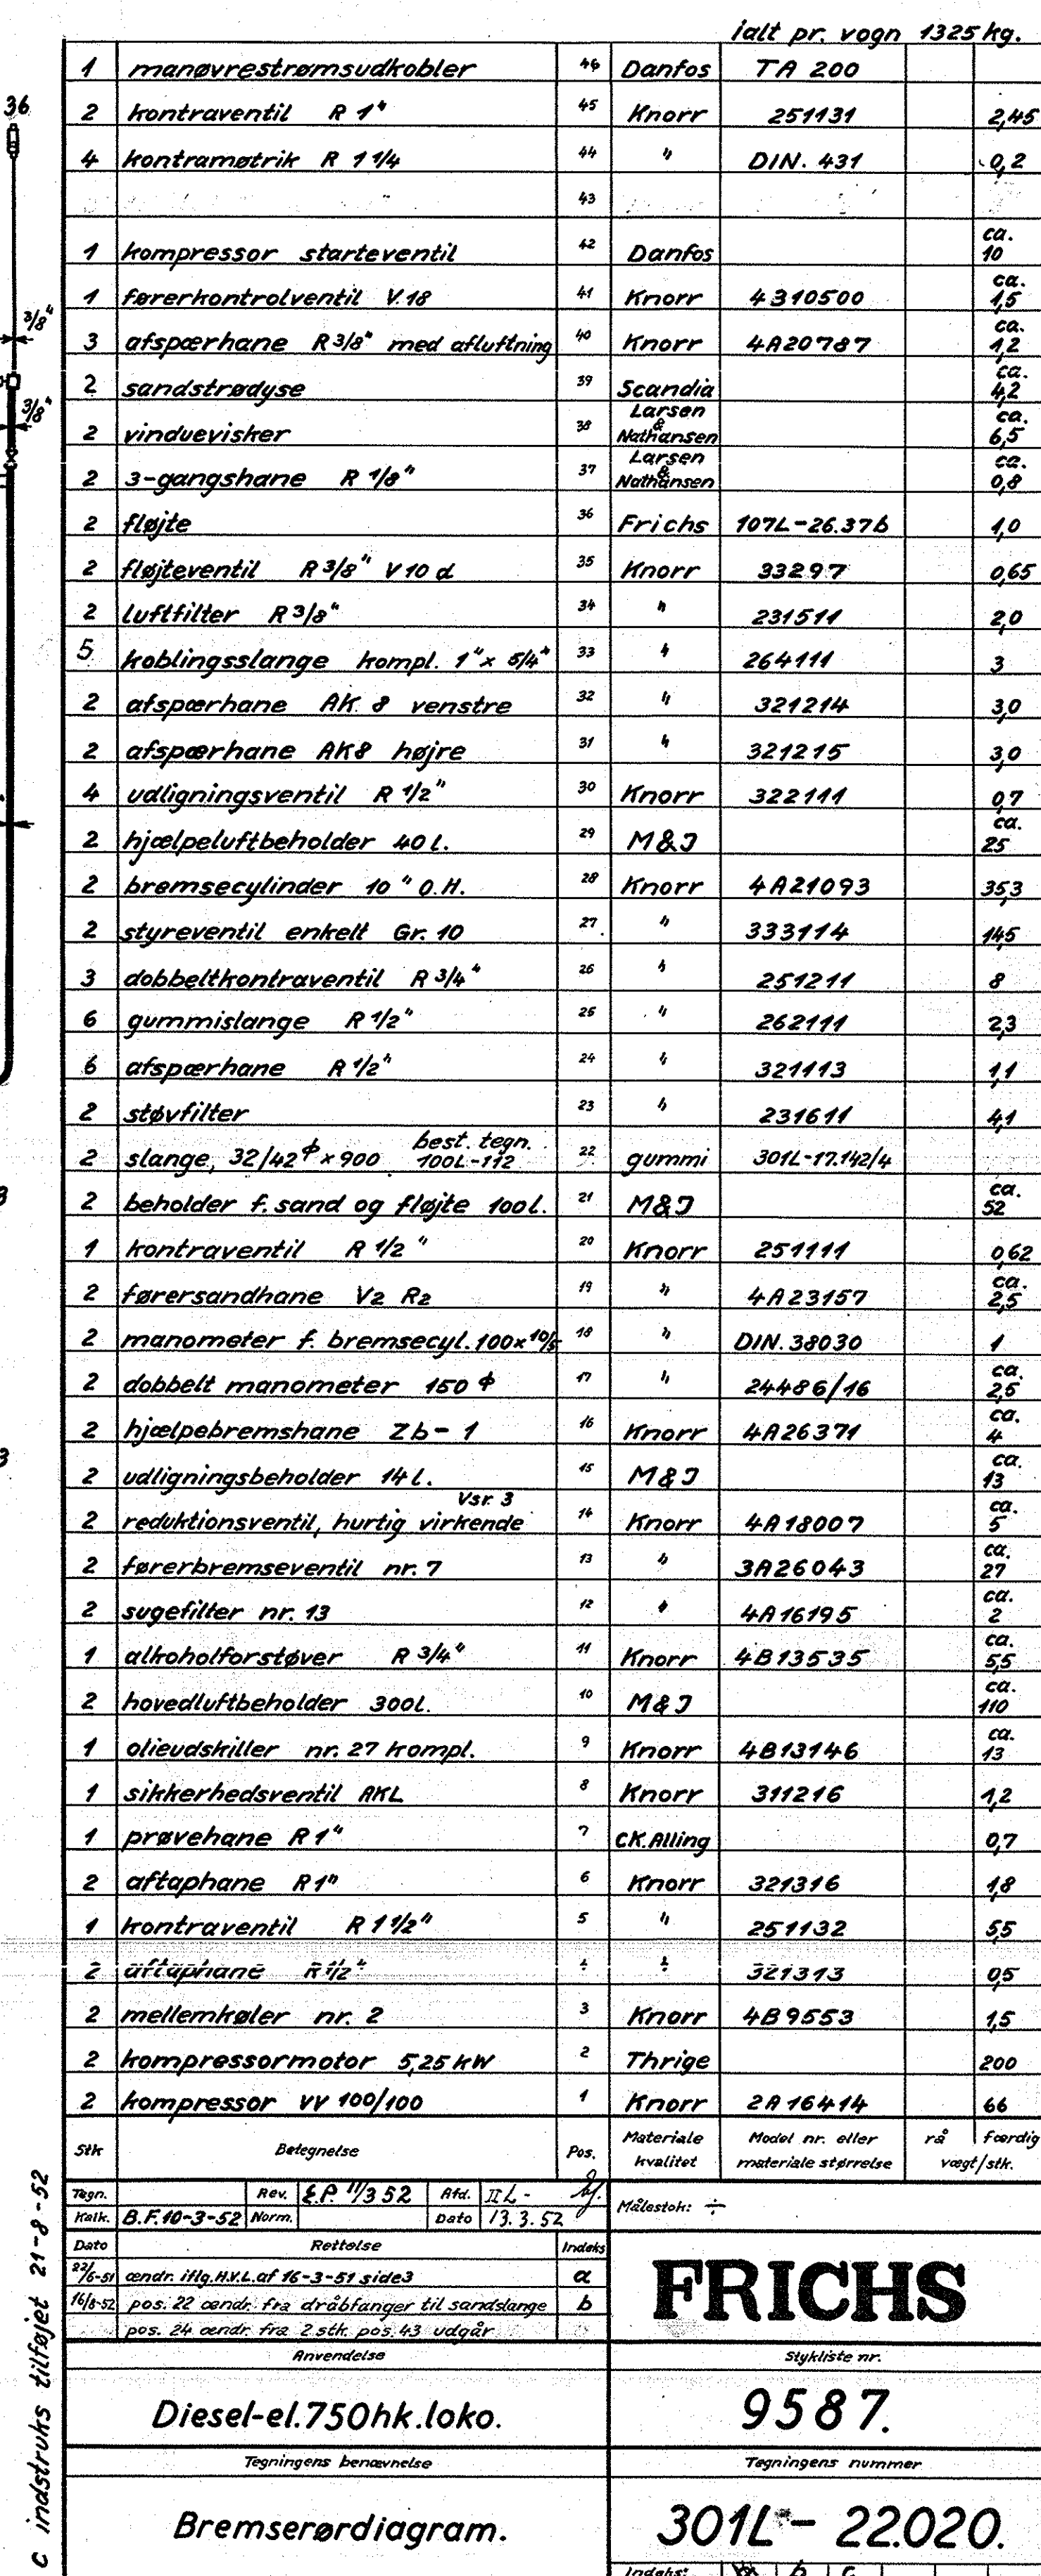 ialt pr. vogn 1325 kg.
36
3/8"
3/8"
1 manøvrestrømsudkobler 46 Danfos TA 200
2 kontraventil R 1" 45 Knorr 251131 2,45
4 kontramøtrik R 1 1/4 44 " DIN. 431 0,2
43
1 kompressor starteventil 42 Danfos ca. 10
1 førerkontrolventil V.18 41 Knorr 4310500 ca. 1,5
3 afspærhane R 3/8" med afluftning 40 Knorr 4A20787 ca. 1,2
2 sandstrødyse 39 Scandia ca. 4,2
2 vinduevisker 38 Larsen & Nathansen ca. 6,5
2 3-gangshane R 1/8" 37 Larsen & Nathansen ca. 0,8
2 fløjte 36 Frichs 107L-26.37b 1,0
2 fløjteventil R 3/8" V 10 d 35 Knorr 33297 0,65
2 luftfilter R 3/8" 34 " 231511 2,0
5 koblingsslange kompl. 1" x 5/4" 33 " 264111 3
2 afspærhane AK. 8 venstre 32 " 321214 3,0
2 afspærhane AK8 højre 31 " 321215 3,0
4 udligningsventil R 1/2" 30 Knorr 322111 0,7
2 hjælpeluftbeholder 40 l. 29 M&J ca. 25
2 bremsecylinder 10" O.H. 28 Knorr 4A21093 35,3
2 styreventil enkelt Gr. 10 27 " 333114 14,5
3 dobbeltkontraventil R 3/4" 26 " 251211 8
6 gummislange R 1/2" 25 " 262111 2,3
6 afspærhane R 1/2" 24 " 321113 1,1
2 støvfilter 23 " 231611 4,1
2 slange, 32/42 ϕ x 900 best. tegn. 100L-112 22 gummi 301L-17.142/4
2 beholder f. sand og fløjte 100 l. 21 M&J ca. 52
1 kontraventil R 1/2" 20 Knorr 251111 0,62
2 førersandhane V2 R2 19 " 4A23157 ca. 2,5
2 manometer f. bremsecyl. 100x10/5 18 " DIN. 38030 1
2 dobbelt manometer 150 ϕ 17 " 24486/16 ca. 2,5
2 hjælpebremshane Zb-1 16 Knorr 4A26371 ca. 4
2 udligningsbeholder 14 l. 15 M&J ca. 13
2 reduktionsventil, hurtig virkende Vsr. 3 14 Knorr 4A18007 ca. 5
2 førerbremseventil nr. 7 13 " 3A26043 ca. 27
2 sugefilter nr. 13 12 " 4A16195 ca. 2
1 alkoholforstøver R 3/4" 11 Knorr 4B13535 ca. 5,5
2 hovedluftbeholder 300 l. 10 M&J ca. 110
1 olieudskiller nr. 27 kompl. 9 Knorr 4B13146 ca. 13
1 sikkerhedsventil AKL 8 Knorr 311216 1,2
1 prøvehane R 1" 7 CK. Alling 0,7
2 aftaphane R 1" 6 Knorr 321316 1,8
1 kontraventil R 1 1/2" 5 " 251132 5,5
2 aftaphane R 1/2" 4 " 321313 0,5
2 mellemkøler nr. 2 3 Knorr 4B9553 1,5
2 kompressormotor 5,25 kW 2 Thrige 200
2 kompressor VV 100/100 1 Knorr 2A16414 66
Stk Betegnelse Pos. Materiale kvalitet Model nr. eller materiale størrelse rå færdig vægt/stk.
Tegn. Rev. E.P. 11/3 52 Afd. II L-
Kalk. B.F. 10-3-52 Norm. Dato 13.3.52
Målestok: ÷
Dato Rettelse Indeks
22/5-51 ændr. iflg. H.V.L. af 16-3-51 side3 a
16/8-52 pos. 22 ændr. fra dråbfanger til sandslange b
pos. 24 ændr. fra 2 stk. pos. 43 udgår
FRICHS
Anvendelse
Diesel-el.750hk.loko.
Stykliste nr.
9587.
Tegningens benævnelse
Bremserørdiagram.
Tegningens nummer
301L - 22.020.
Indeks: b c
c indstruks tilføjet 21-8-52